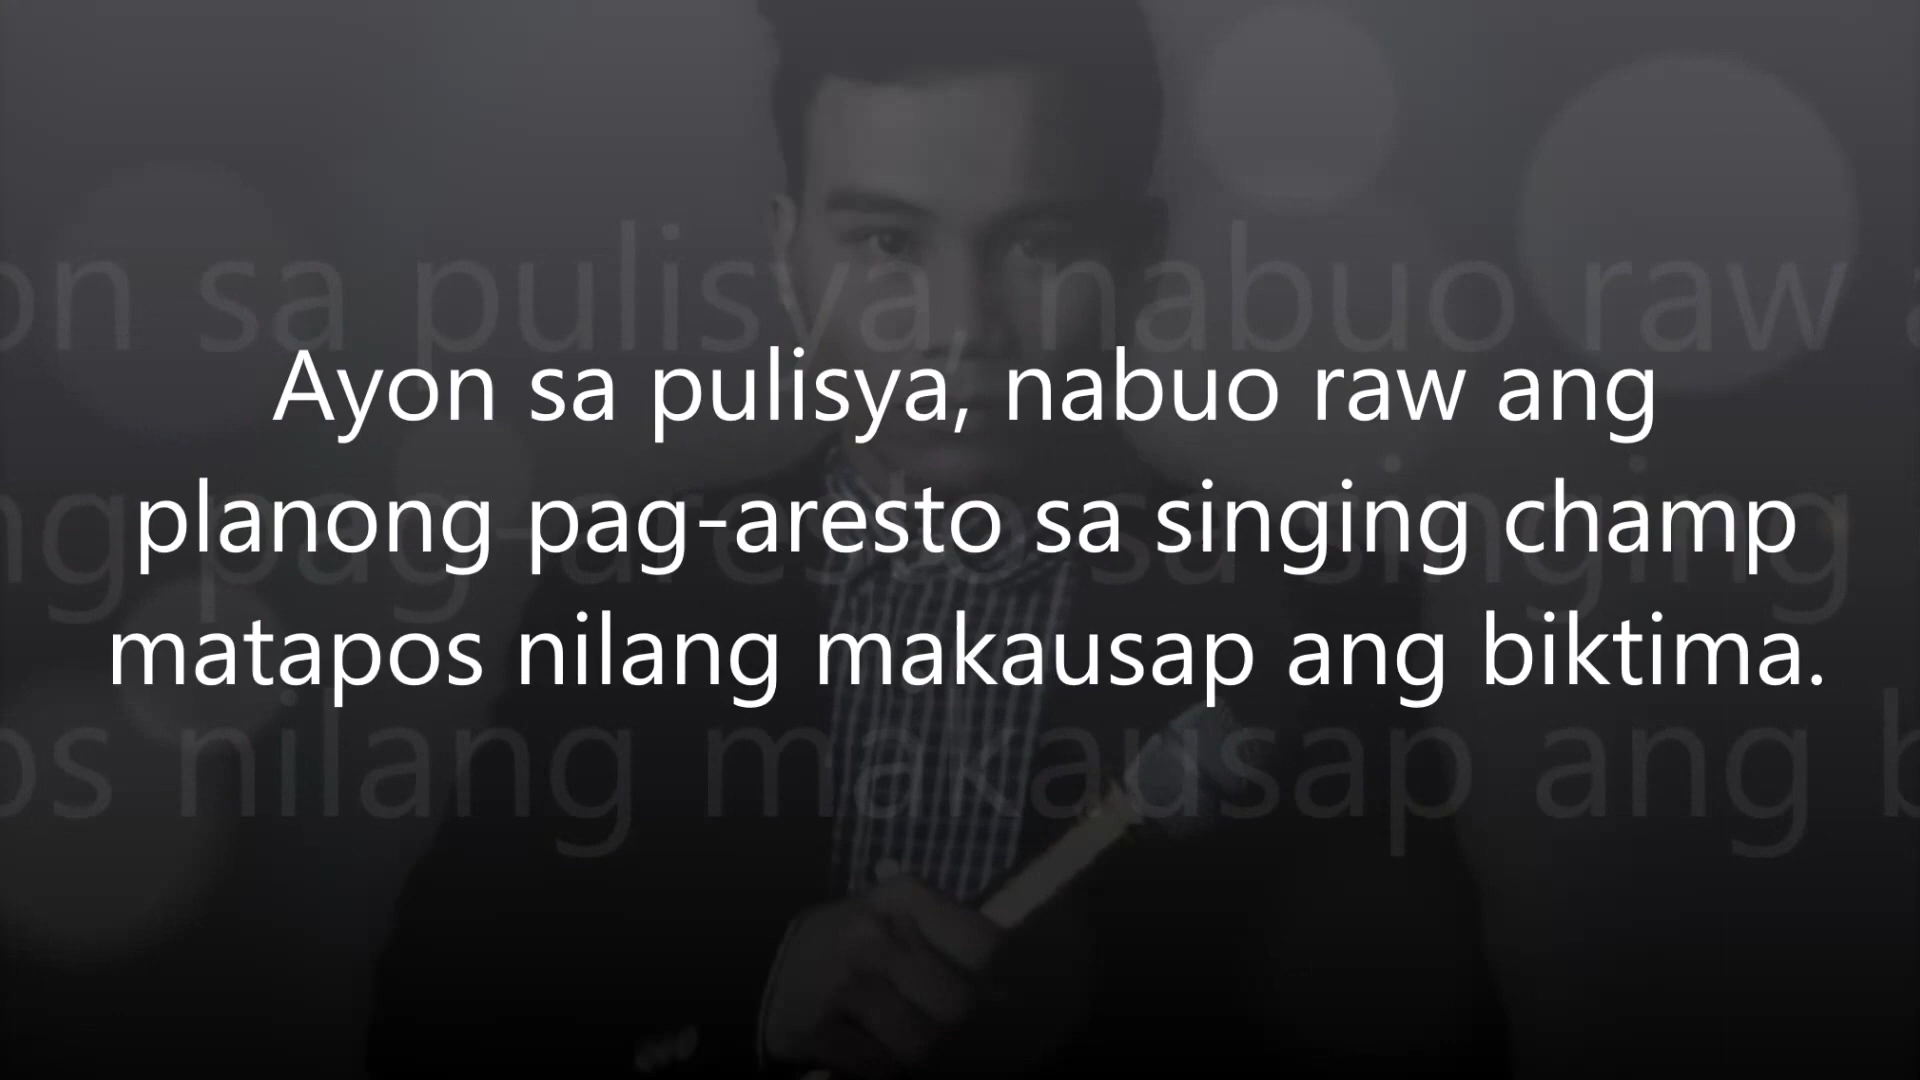 Ayon sa pulisya, nabuo raw ang
planong pag-aresto sa singing champ
matapos nilang makausap ang biktima.